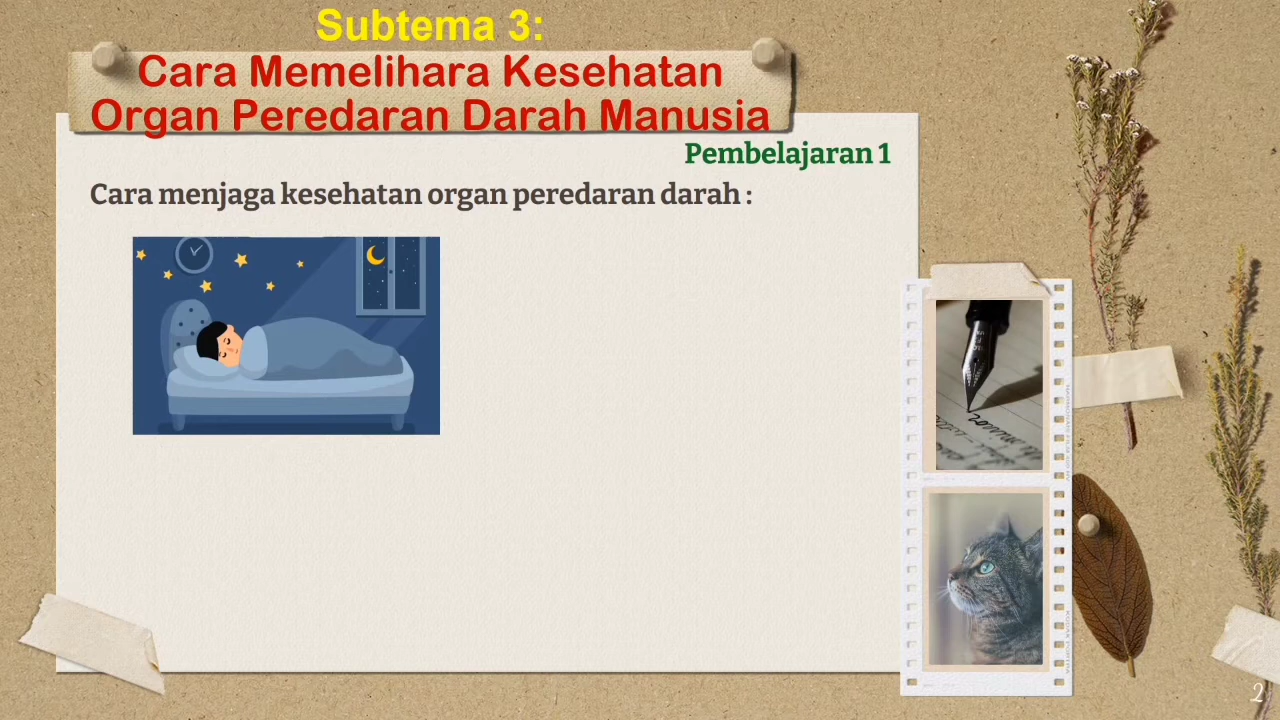 Subtema 3:
Cara Memelihara Kesehatan
Organ Peredaran Darah Manusia
Pembelajaran 1
Cara menjaga kesehatan organ peredaran darah :
2